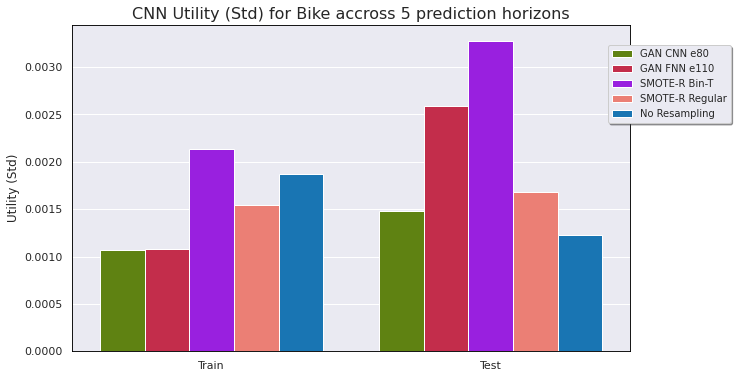 CNN Utility (Std) for Bike accross 5 prediction horizons
Utility (Std)
0.0030
0.0025
0.0020
0.0015
0.0010
0.0005
0.0000
Train
Test
GAN CNN e80
GAN FNN e110
SMOTE-R Bin-T
SMOTE-R Regular
No Resampling